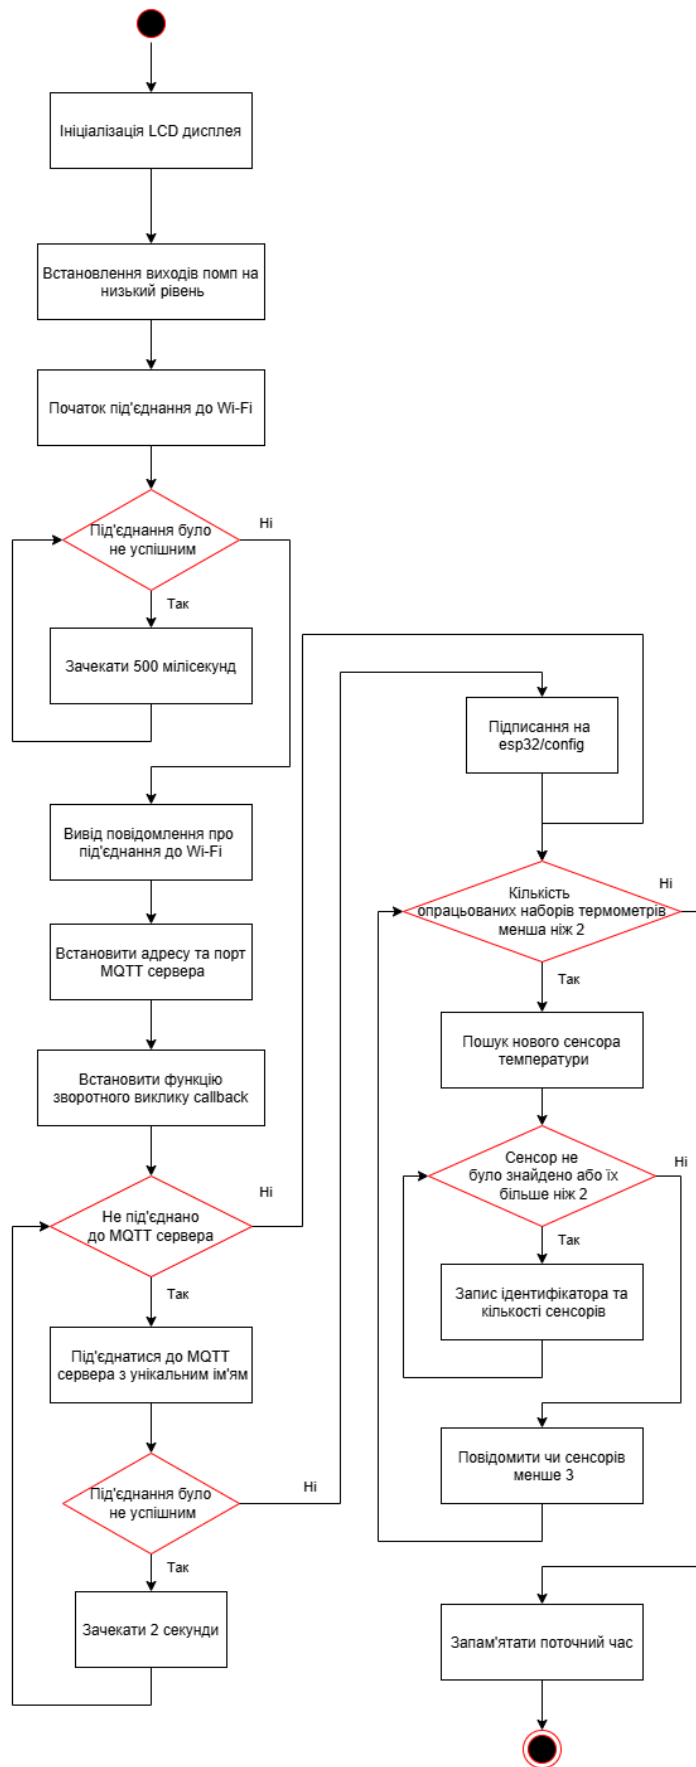 Ініціалізація LCD дисплея
Встановлення виходів помп на
низький рівень
Початок під'єднання до Wi-Fi
Під'єднання було
не успішним
Ні
Так
Зачекати 500 мілісекунд
Вивід повідомлення про
під'єднання до Wi-Fi
Встановити адресу та порт
MQTT сервера
Встановити функцію
зворотного виклику callback
Не під'єднано
до MQTT сервера
Ні
Так
Під'єднатися до MQTT
сервера з унікальним ім'ям
Під'єднання було
не успішним
Ні
Так
Зачекати 2 секунди
Підписання на
esp32/config
Кількість
опрацьованих наборів термометрів
менша ніж 2
Ні
Так
Пошук нового сенсора
температури
Сенсор не
було знайдено або їх
більше ніж 2
Ні
Так
Запис ідентифікатора та
кількості сенсорів
Повідомити чи сенсорів
менше 3
Запам'ятати поточний час